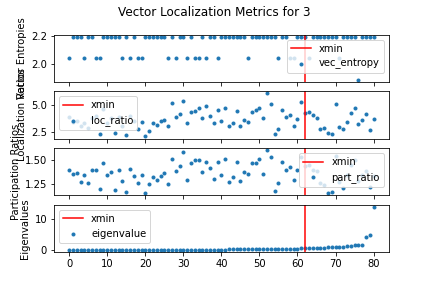 Vector Localization Metrics for 3
Vector Entropies
2.2
2.0
xmin
vec_entropy
Localization Ratios
5.0
2.5
xmin
loc_ratio
Participation Ratios
1.50
1.25
xmin
part_ratio
Eigenvalues
10
0
xmin
eigenvalue
0 10 20 30 40 50 60 70 80